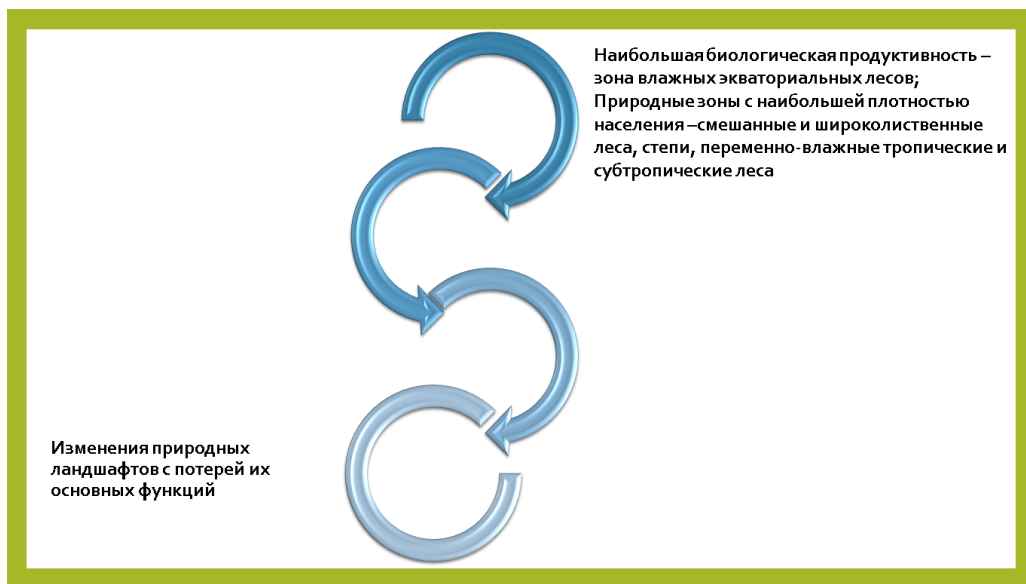 Наибольшая биологическая продуктивность –
зона влажных экваториальных лесов;
Природные зоны с наибольшей плотностью
населения –смешанные и широколиственные
леса, степи, переменно-влажные тропические и
субтропические леса
Изменения природных
ландшафтов с потерей их
основных функций